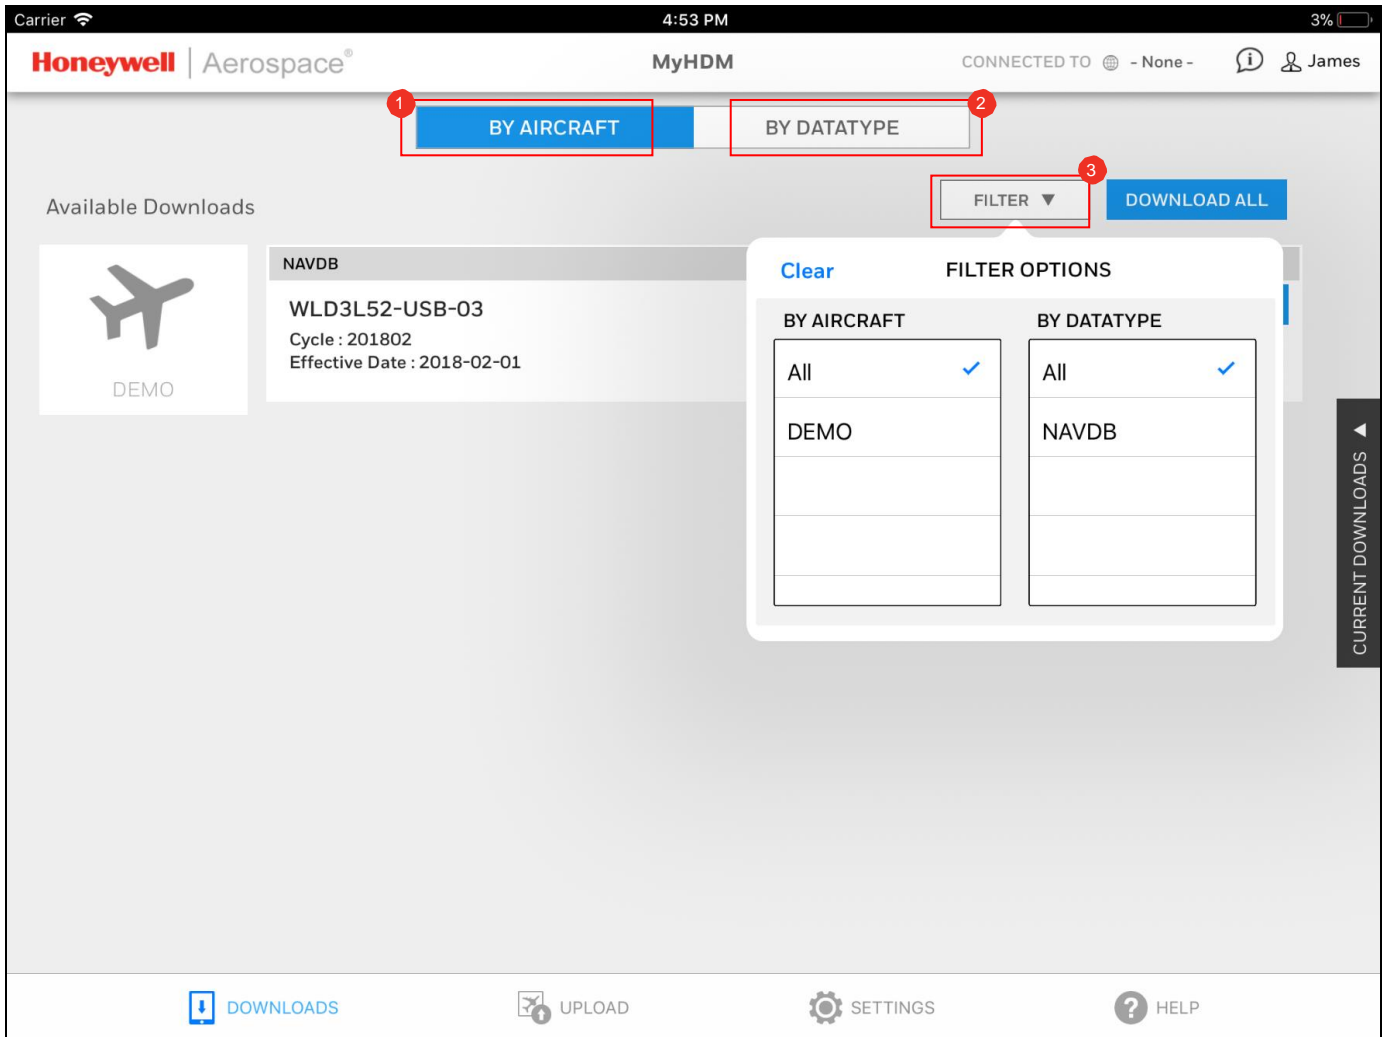 Carrier 4:53 PM 3%
Honeywell | Aerospace® MyHDM CONNECTED TO - None - James
1 2
BY AIRCRAFT BY DATATYPE
3
Available Downloads FILTER ▼ DOWNLOAD ALL
NAVDB
WLD3L52-USB-03
Cycle : 201802
Effective Date : 2018-02-01
DEMO
Clear FILTER OPTIONS
BY AIRCRAFT BY DATATYPE
All All
DEMO NAVDB
CURRENT DOWNLOADS
DOWNLOADS UPLOAD SETTINGS ? HELP